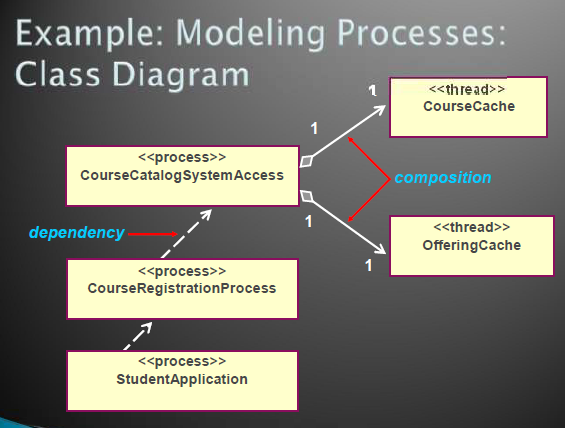 Example: Modeling Processes:
Class Diagram
1
<<thread>>
CourseCache
1
<<process>>
CourseCatalogSystemAccess
composition
1
dependency
<<thread>>
OfferingCache
1
<<process>>
CourseRegistrationProcess
<<process>>
StudentApplication